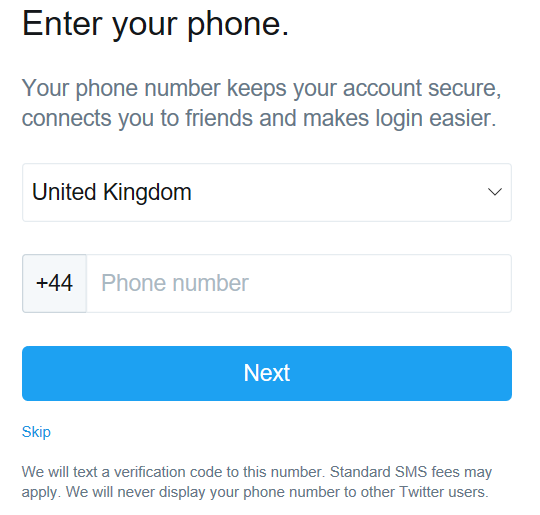 Enter your phone.
Your phone number keeps your account secure,
connects you to friends and makes login easier.
United Kingdom
+44 Phone number
Next
Skip
We will text a verification code to this number. Standard SMS fees may
apply. We will never display your phone number to other Twitter users.